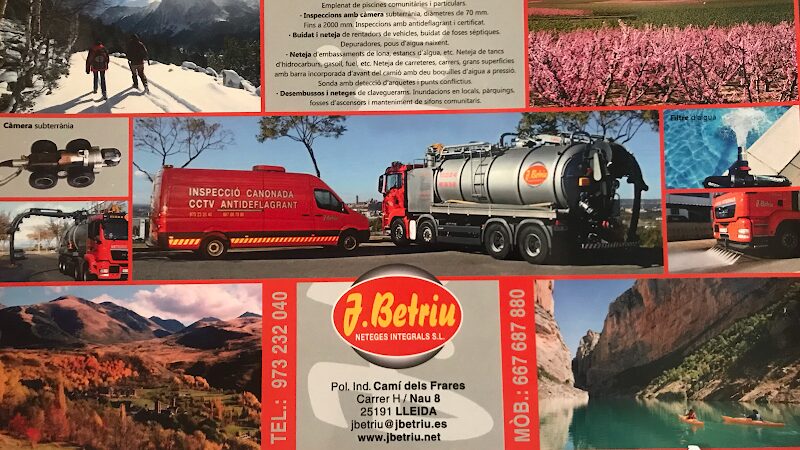 Emplenat de piscines comunitàries i particulars.
· Inspeccions amb càmera subterrània, diàmetres de 70 mm.
Fins a 2000 mm, Inspeccions amb antideflagrant i certificat.
· Buidat i neteja de rentadors de vehicles, buidat de foses sèptiques.
Depuradores, pous d'aigua naixent.
· Neteja d'embassaments de lona, estancs d'aigua, etc. Neteja de tancs
d'hidrocarburs, gasoil, fuel, etc. Neteja de carreteres, carrers, grans superfícies
amb barra incorporada d'avant del camió amb deu boquilles d'aigua a pressió.
Sonda amb detecció d'arquetes i punts conflictius.
· Desembussos i neteges de clavegueram. Inundacions en locals, pàrquings,
fosses d'ascensors i manteniment de sifons comunitaris.
Càmera subterrània
Filtre d'aigua
INSPECCIÓ CANONADA
CCTV ANTIDEFLAGRANT
J. Betriu
J. Betriu
J. Betriu
NETEGES INTEGRALS S.L.
TEL.: 973 232 040
Pol. Ind. Camí dels Frares
Carrer H / Nau 8
25191 LLEIDA
jbetriu@jbetriu.es
www.jbetriu.net
MÒB.: 667 687 880